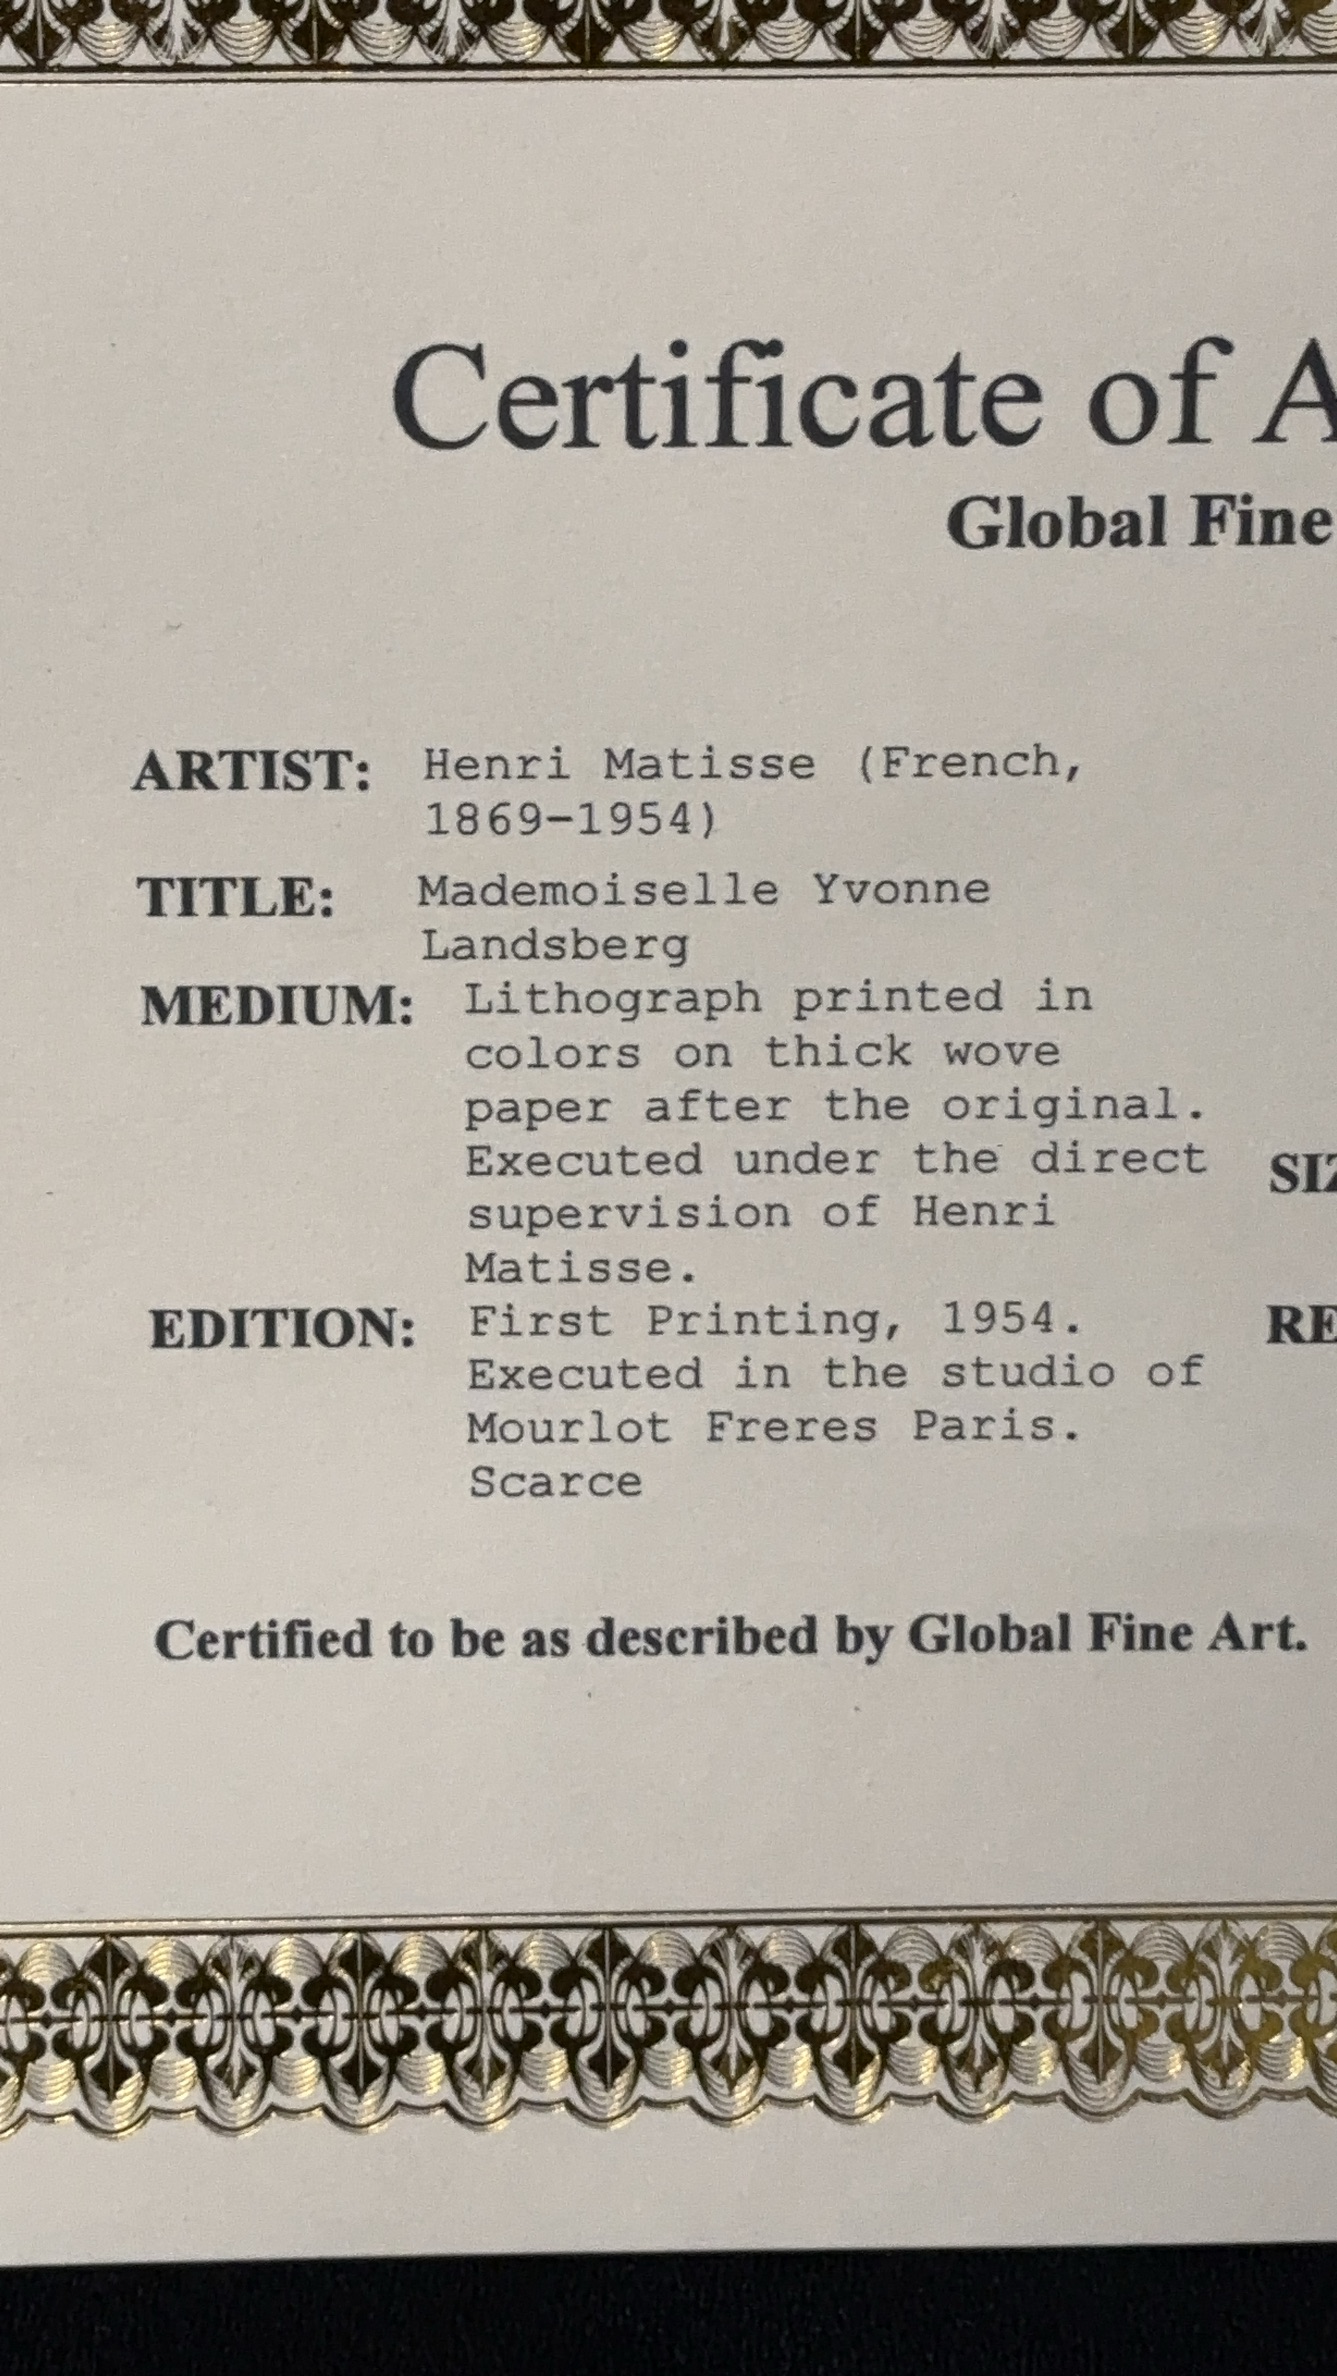 Certificate of A
Global Fine
ARTIST: Henri Matisse (French,
1869-1954)
TITLE: Mademoiselle Yvonne
Landsberg
MEDIUM: Lithograph printed in
colors on thick wove
paper after the original.
Executed under the direct
supervision of Henri
Matisse.
SIZ
EDITION: First Printing, 1954.
RE
Executed in the studio of
Mourlot Freres Paris.
Scarce
Certified to be as described by Global Fine Art.